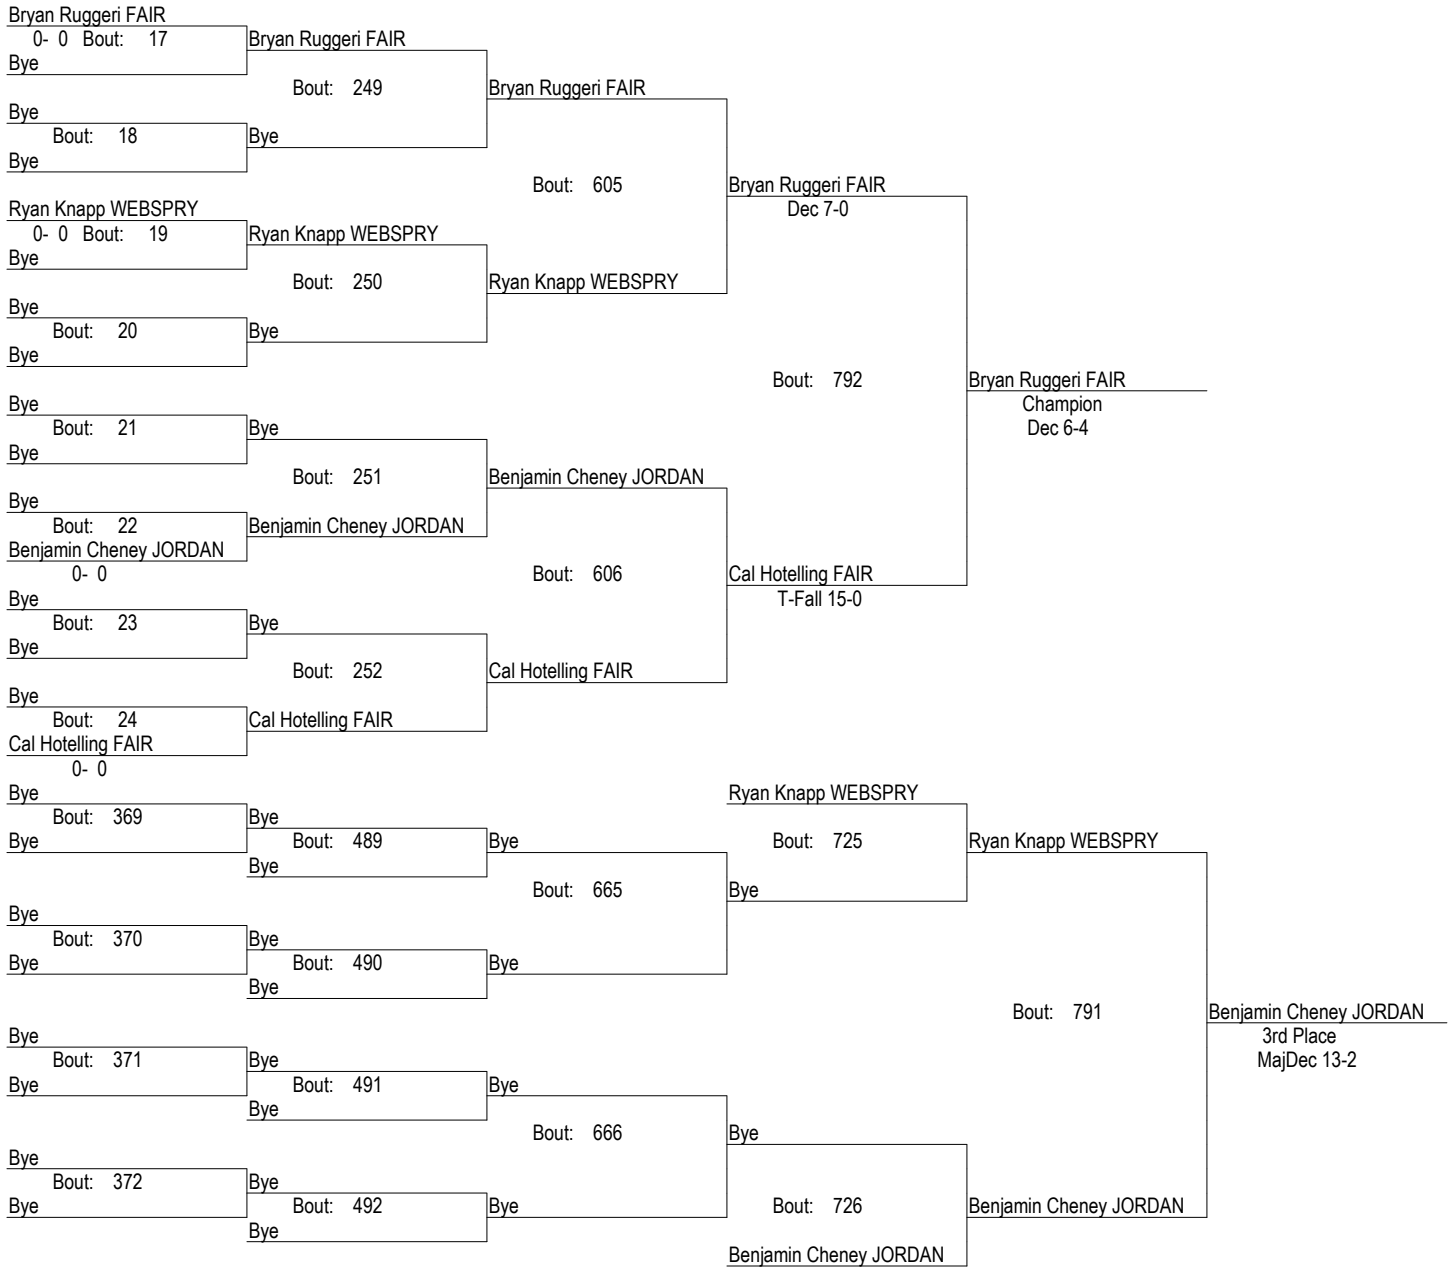 Bryan Ruggeri FAIR
0- 0 Bout: 17 Bryan Ruggeri FAIR
Bye
Bout: 249 Bryan Ruggeri FAIR
Bye
Bout: 18 Bye
Bye
Bout: 605 Bryan Ruggeri FAIR
Ryan Knapp WEBSPRY Dec 7-0
0- 0 Bout: 19 Ryan Knapp WEBSPRY
Bye
Bout: 250 Ryan Knapp WEBSPRY
Bye
Bout: 20 Bye
Bye
Bout: 792 Bryan Ruggeri FAIR
Bye Champion
Bout: 21 Bye Dec 6-4
Bye
Bout: 251 Benjamin Cheney JORDAN
Bye
Bout: 22 Benjamin Cheney JORDAN
Benjamin Cheney JORDAN
0- 0 Bout: 606 Cal Hotelling FAIR
Bye T-Fall 15-0
Bout: 23 Bye
Bye
Bout: 252 Cal Hotelling FAIR
Bye
Bout: 24 Cal Hotelling FAIR
Cal Hotelling FAIR
0- 0
Bye Ryan Knapp WEBSPRY
Bout: 369 Bye
Bye Bout: 489 Bye Bout: 725 Ryan Knapp WEBSPRY
Bye
Bout: 665 Bye
Bye
Bout: 370 Bye
Bye Bout: 490 Bye
Bye
Bout: 791 Benjamin Cheney JORDAN
Bye 3rd Place
Bout: 371 Bye MajDec 13-2
Bye Bout: 491 Bye
Bye
Bout: 666 Bye
Bye
Bout: 372 Bye
Bye Bout: 492 Bye Bout: 726 Benjamin Cheney JORDAN
Bye
Benjamin Cheney JORDAN